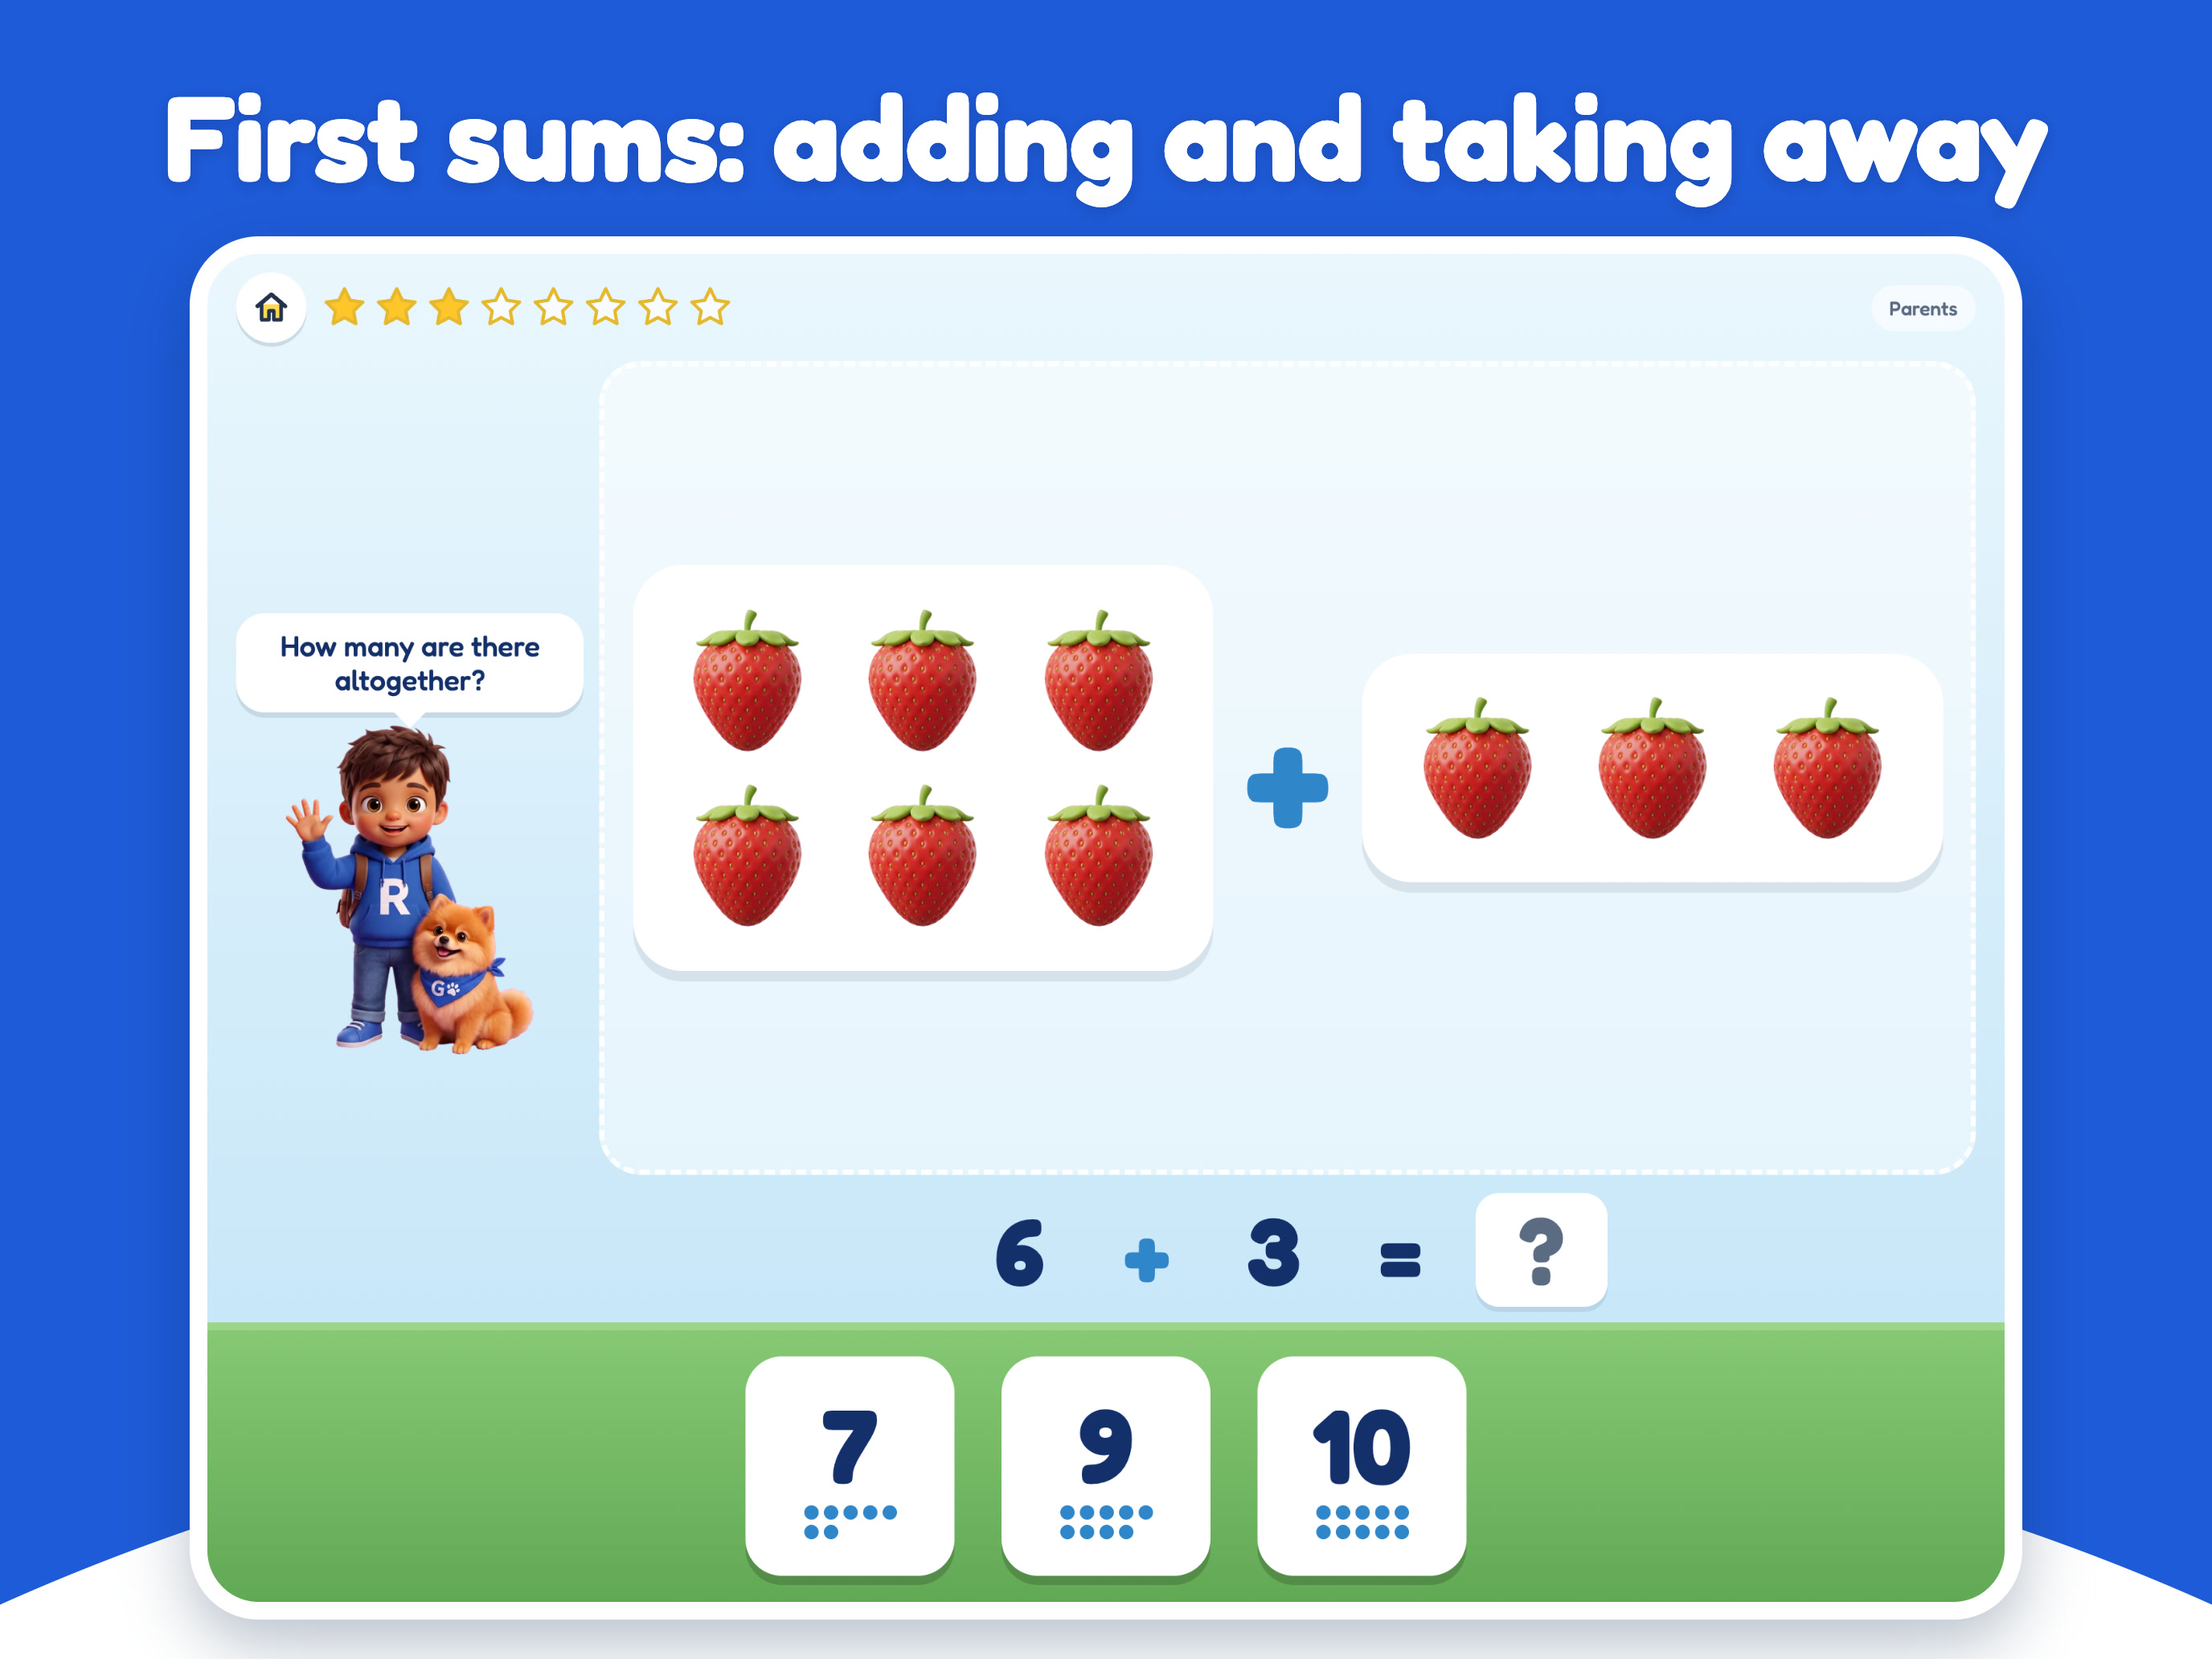 First sums: adding and taking away
Parents
How many are there
altogether?
R
G
6 + 3 = ?
7 9 10